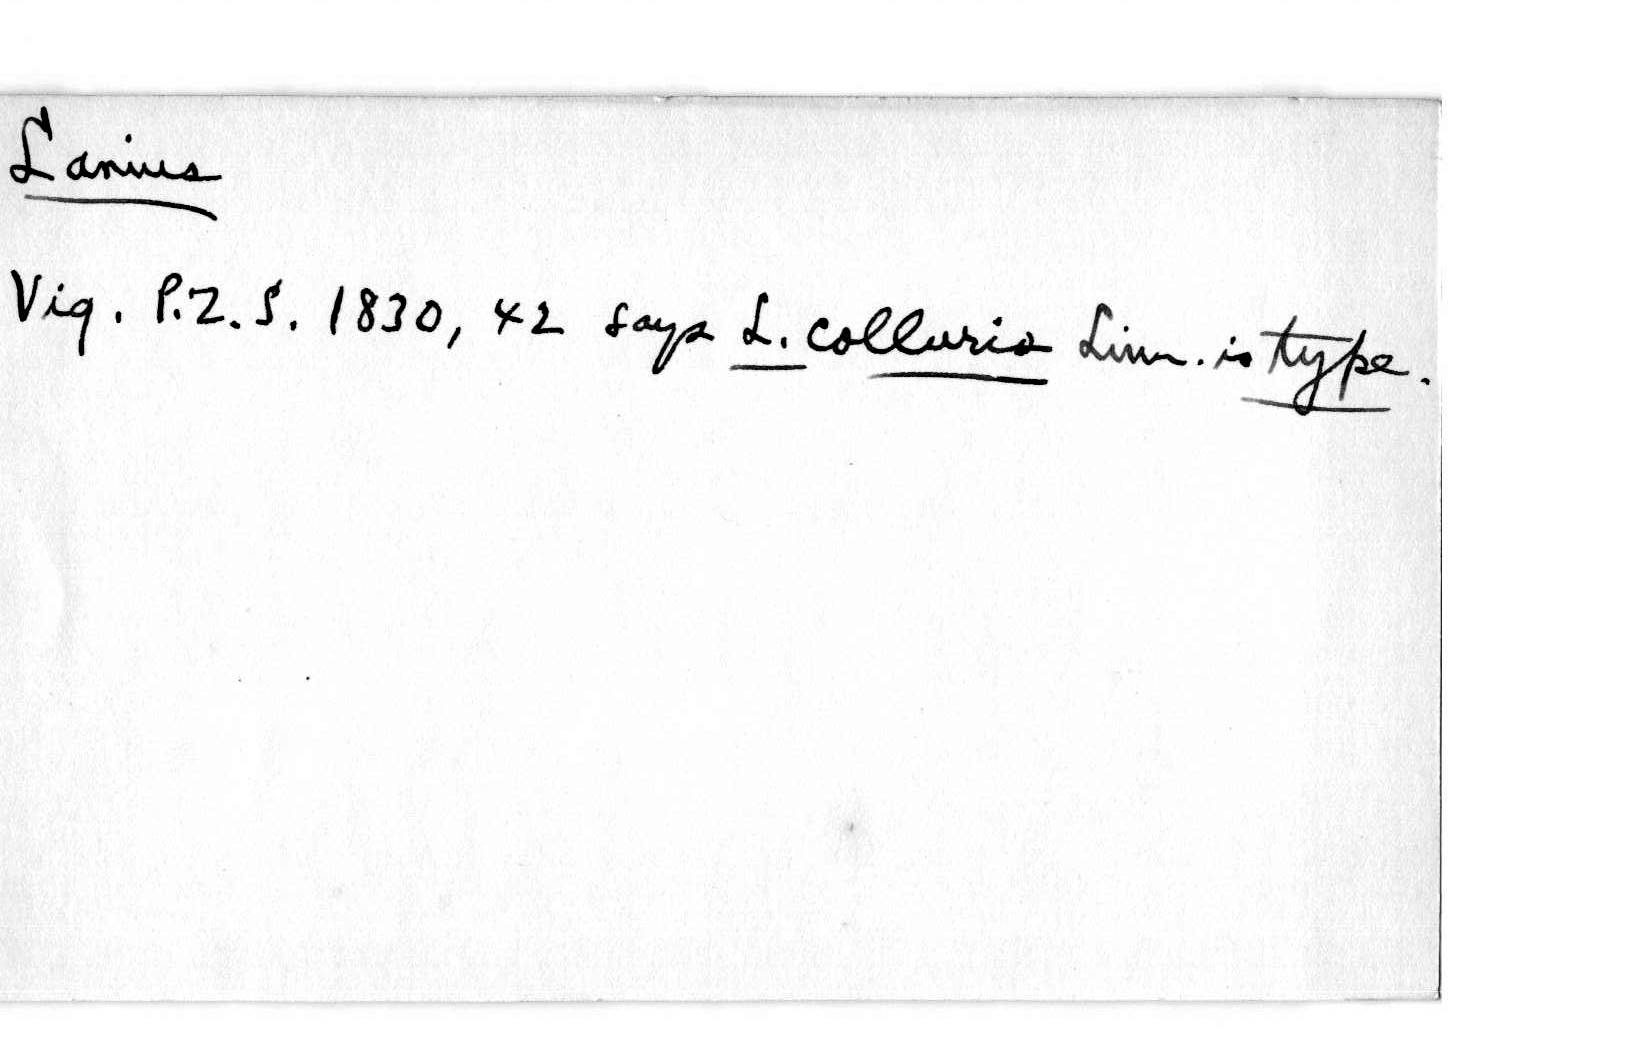 Lanius
Vig. P.Z.S. 1830, 42 says L. collurio Linn. is type.